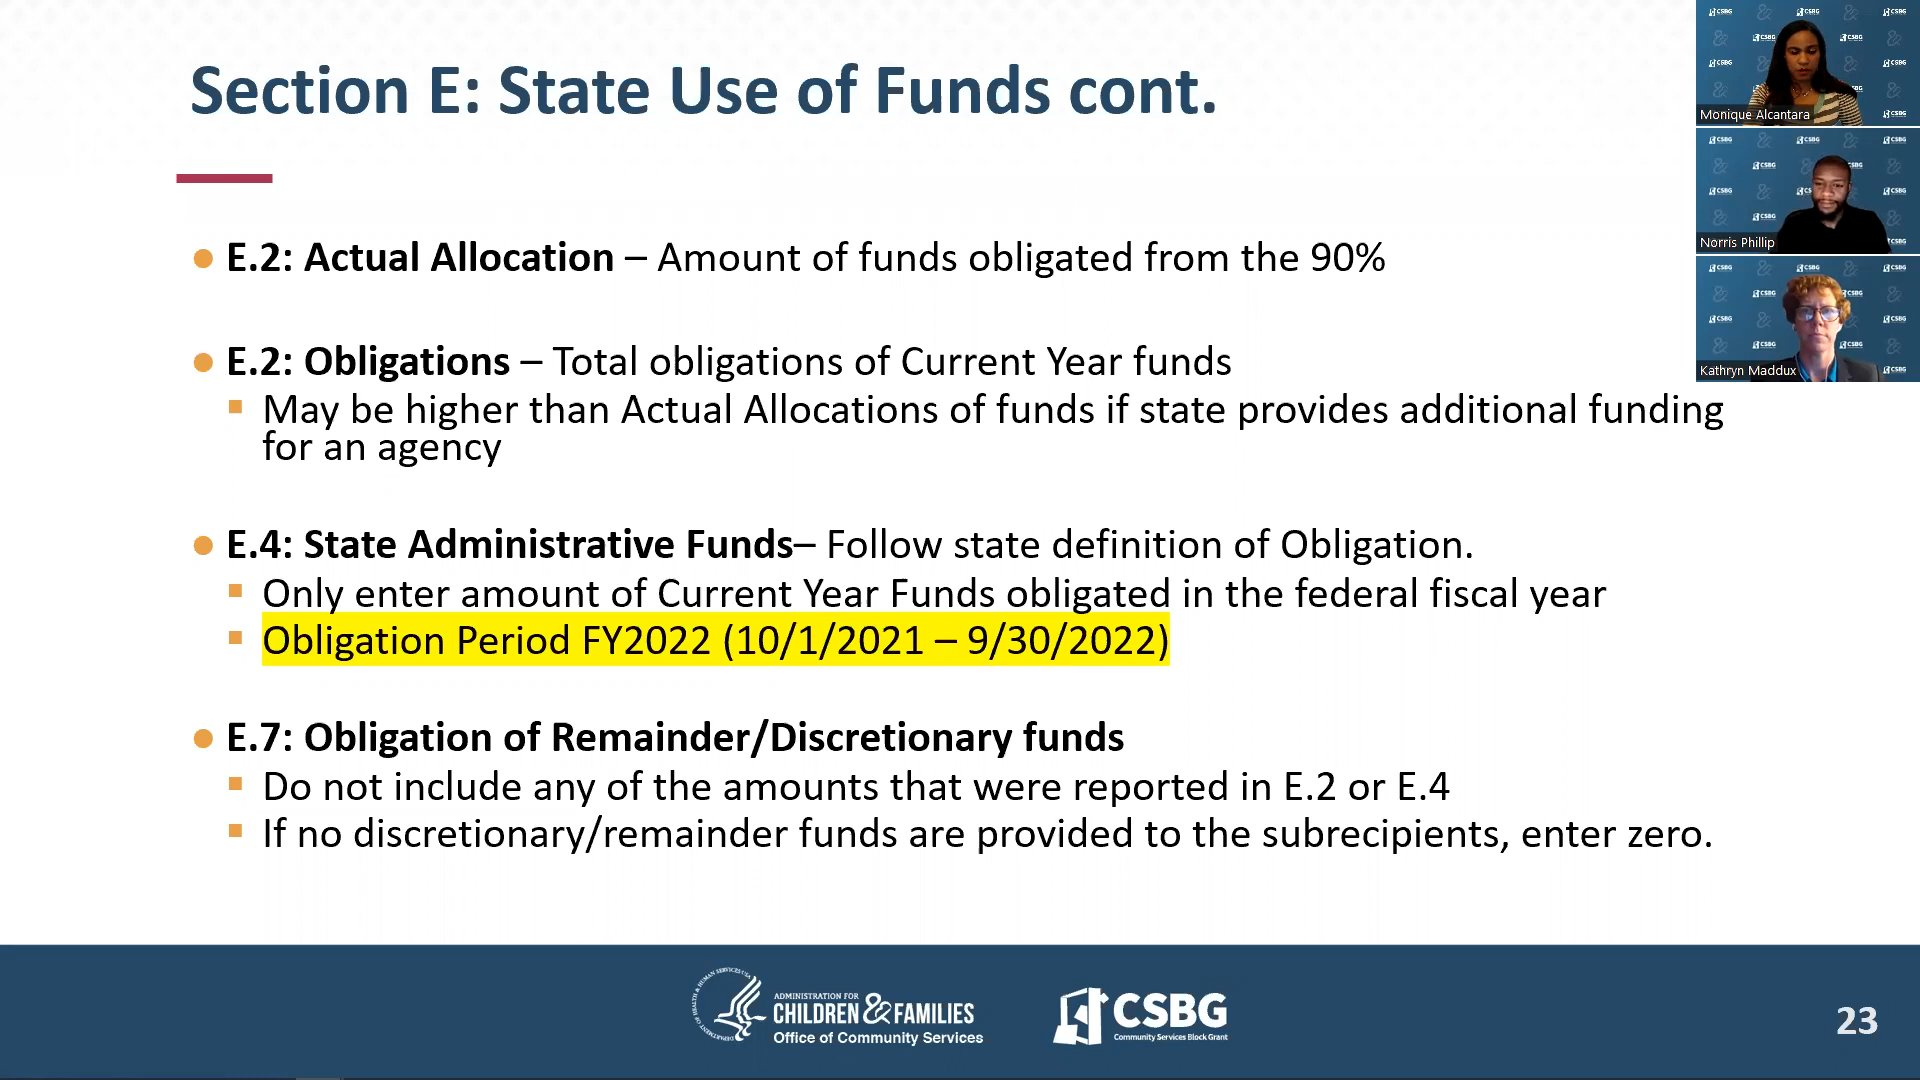 Section E: State Use of Funds cont.
E.2: Actual Allocation – Amount of funds obligated from the 90%
E.2: Obligations – Total obligations of Current Year funds
May be higher than Actual Allocations of funds if state provides additional funding
for an agency
E.4: State Administrative Funds– Follow state definition of Obligation.
Only enter amount of Current Year Funds obligated in the federal fiscal year
Obligation Period FY2022 (10/1/2021 – 9/30/2022)
E.7: Obligation of Remainder/Discretionary funds
Do not include any of the amounts that were reported in E.2 or E.4
If no discretionary/remainder funds are provided to the subrecipients, enter zero.
Monique Alcantara
Norris Phillip
Kathryn Maddux
ADMINISTRATION FOR
CHILDREN & FAMILIES
Office of Community Services
CSBG
Community Services Block Grant
23